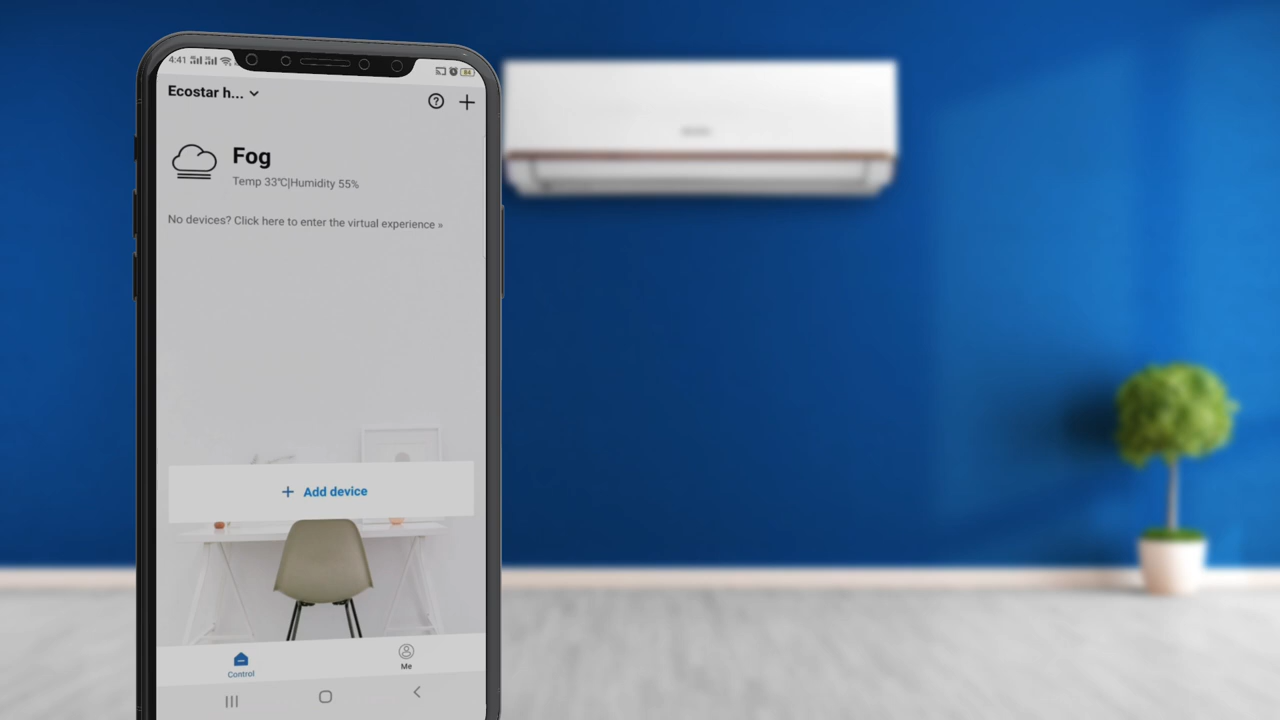 4:41
84
Ecostar h...
Fog
Temp 33℃|Humidity 55%
No devices? Click here to enter the virtual experience »
+ Add device
Control
Me